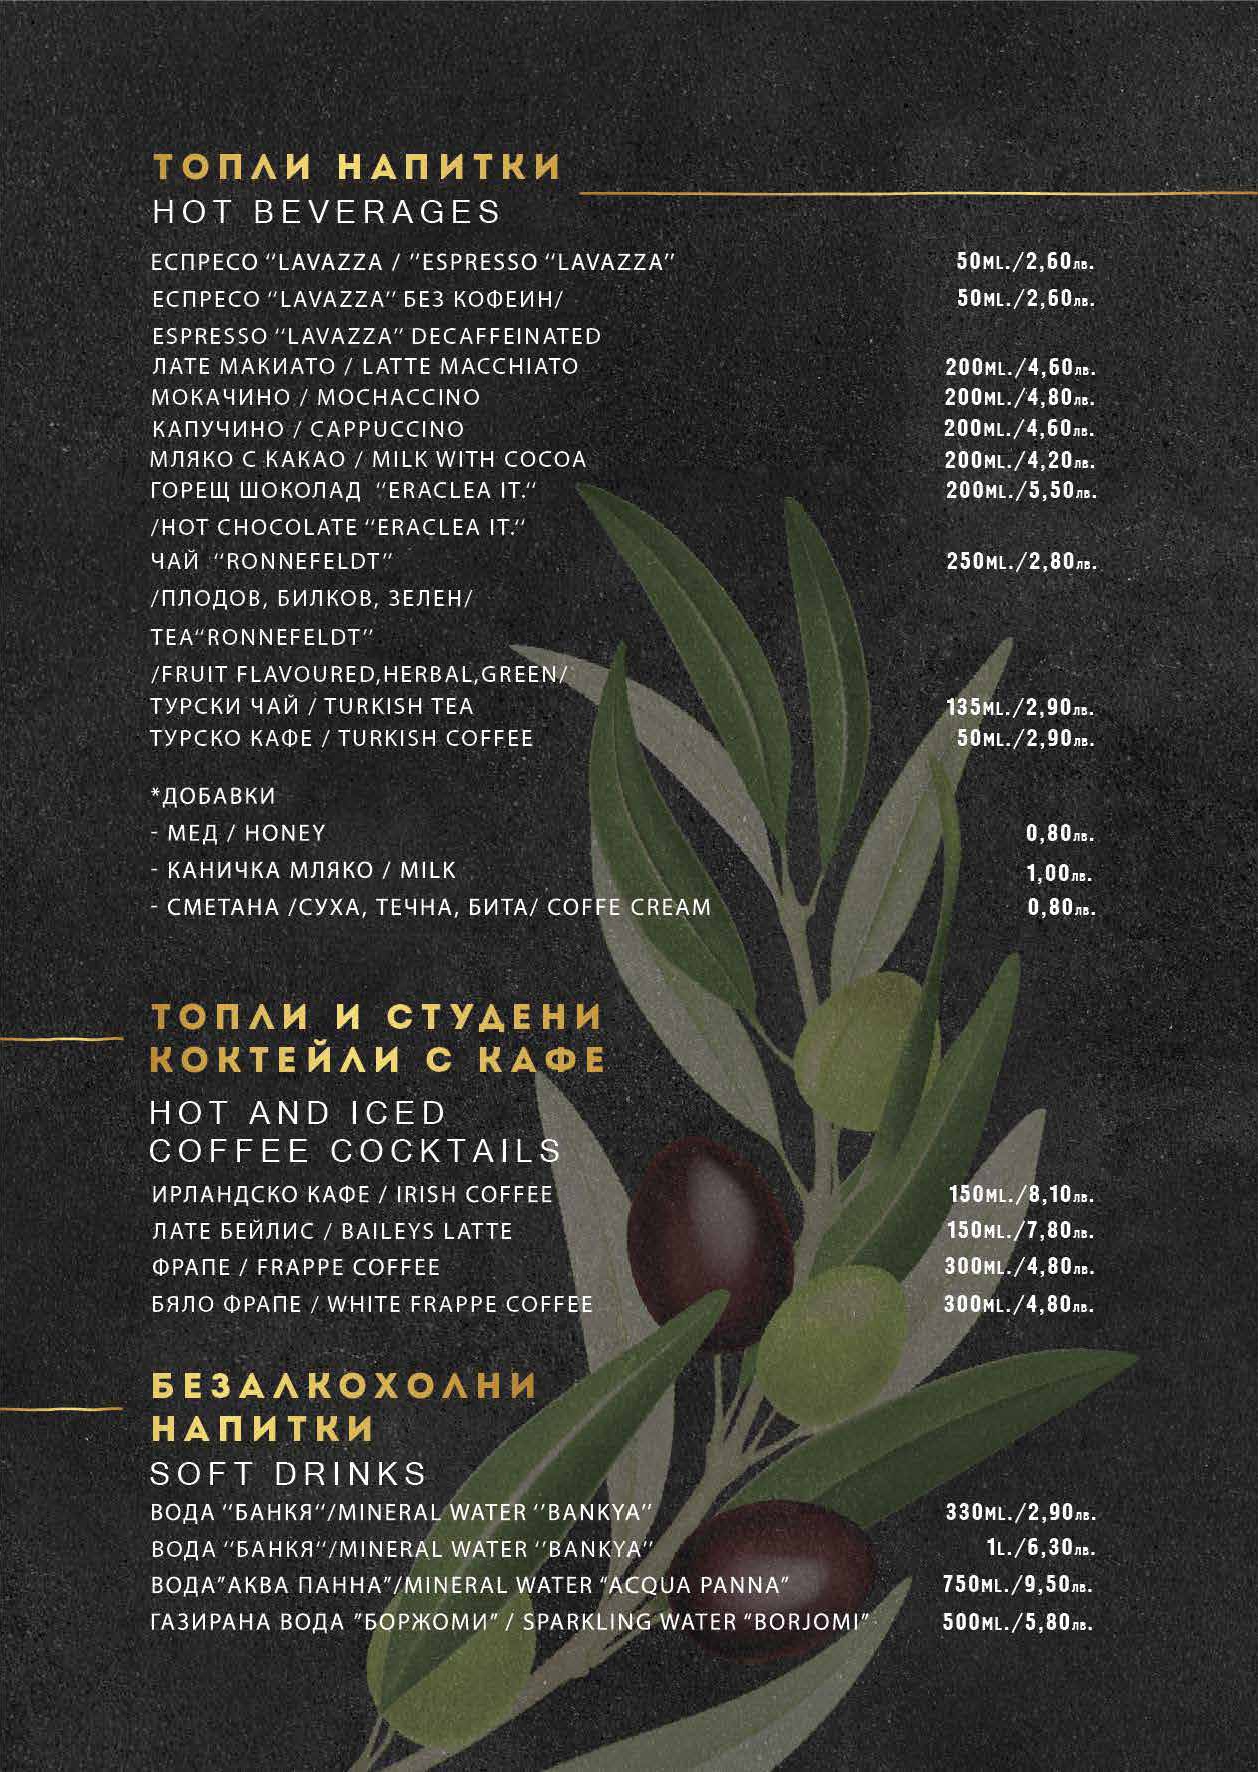 ТОПЛИ НАПИТКИ
HOT BEVERAGES
ЕСПРЕСО ‘‘LAVAZZA / ‘’ESPRESSO ‘‘LAVAZZA’’ 50ML./2,60лв.
ЕСПРЕСО ‘‘LAVAZZA’’ БЕЗ КОФЕИН/ 50ML./2,60лв.
ESPRESSO ‘‘LAVAZZA’’ DECAFFEINATED
ЛАТЕ МАКИАТО / LATTE MACCHIATO 200ML./4,60лв.
МОКАЧИНО / MOCHACCINO 200ML./4,80лв.
КАПУЧИНО / CAPPUCCINO 200ML./4,60лв.
МЛЯКО С КАКАО / MILK WITH COCOA 200ML./4,20лв.
ГОРЕЩ ШОКОЛАД ‘‘ERACLEA IT.‘‘ 200ML./5,50лв.
/HOT CHOCOLATE ‘‘ERACLEA IT.‘‘
ЧАЙ ‘‘RONNEFELDT’’ 250ML./2,80лв.
/ПЛОДОВ, БИЛКОВ, ЗЕЛЕН/
TEA‘‘RONNEFELDT’’
/FRUIT FLAVOURED,HERBAL,GREEN/
ТУРСКИ ЧАЙ / TURKISH TEA 135ML./2,90лв.
ТУРСКО КАФЕ / TURKISH COFFEE 50ML./2,90лв.
*ДОБАВКИ
- МЕД / HONEY 0,80лв.
- КАНИЧКА МЛЯКО / MILK 1,00лв.
- СМЕТАНА /СУХА, ТЕЧНА, БИТА/ COFFE CREAM 0,80лв.
ТОПЛИ И СТУДЕНИ
КОКТЕЙЛИ С КАФЕ
HOT AND ICED
COFFEE COCKTAILS
ИРЛАНДСКО КАФЕ / IRISH COFFEE 150ML./8,10лв.
ЛАТЕ БЕЙЛИС / BAILEYS LATTE 150ML./7,80лв.
ФРАПЕ / FRAPPE COFFEE 300ML./4,80лв.
БЯЛО ФРАПЕ / WHITE FRAPPE COFFEE 300ML./4,80лв.
БЕЗАЛКОХОЛНИ
НАПИТКИ
SOFT DRINKS
ВОДА ‘‘БАНКЯ‘‘/MINERAL WATER ‘’BANKYA’’ 330ML./2,90лв.
ВОДА ‘‘БАНКЯ‘‘/MINERAL WATER ‘’BANKYA’’ 1L./6,30лв.
ВОДА”АКВА ПАННА”/MINERAL WATER “ACQUA PANNA” 750ML./9,50лв.
ГАЗИРАНА ВОДА ”БОРЖОМИ” / SPARKLING WATER “BORJOMI” 500ML./5,80лв.